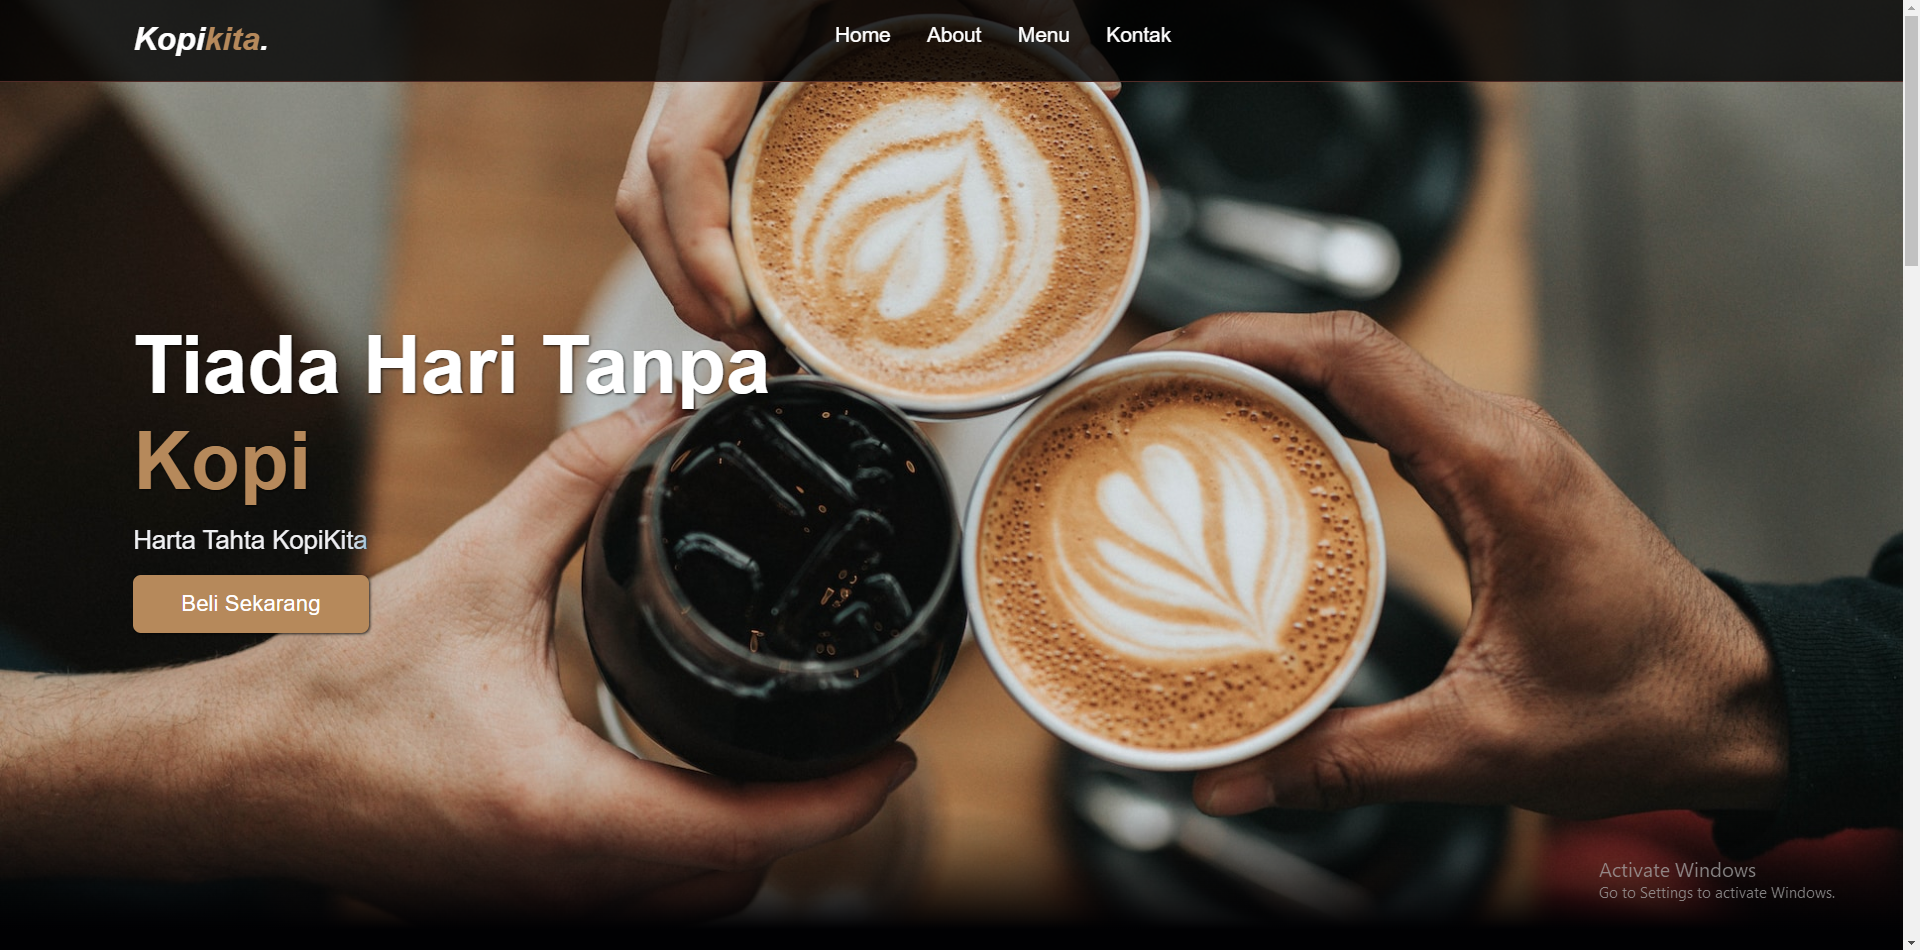 Kopikita.
Home About Menu Kontak
Tiada Hari Tanpa
Kopi
Harta Tahta KopiKita
Beli Sekarang
Activate Windows
Go to Settings to activate Windows.